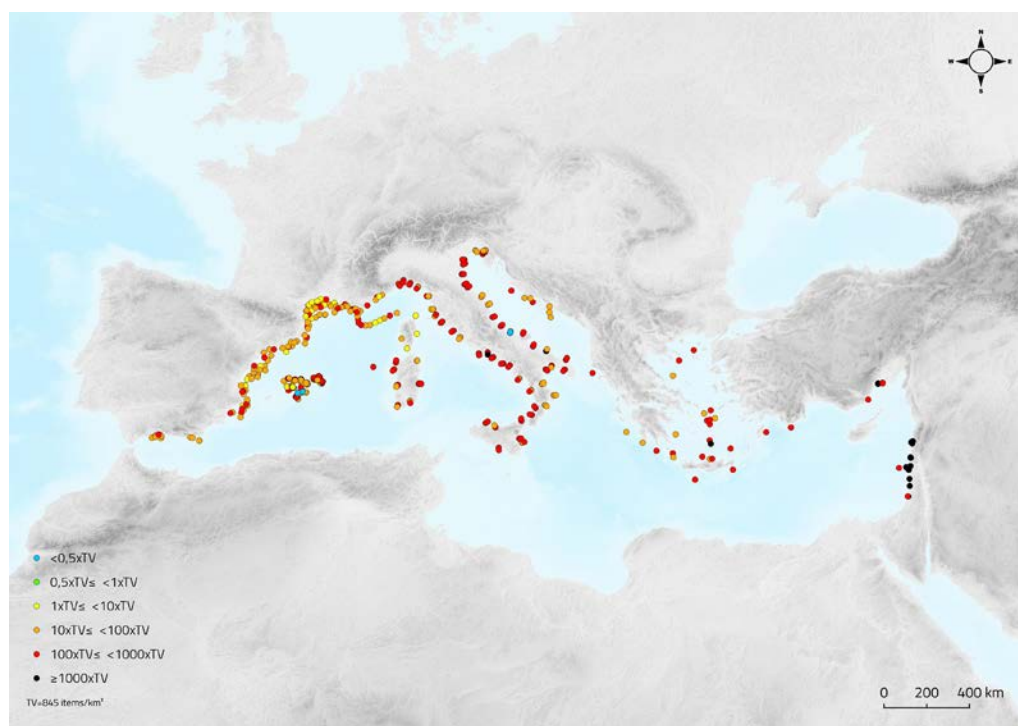 N
W E
S
<0,5xTV
0,5xTV≤ <1xTV
1xTV≤ <10xTV
10xTV≤ <100xTV
100xTV≤ <1000xTV
≥1000xTV
TV=845 items/km²
0 200 400 km